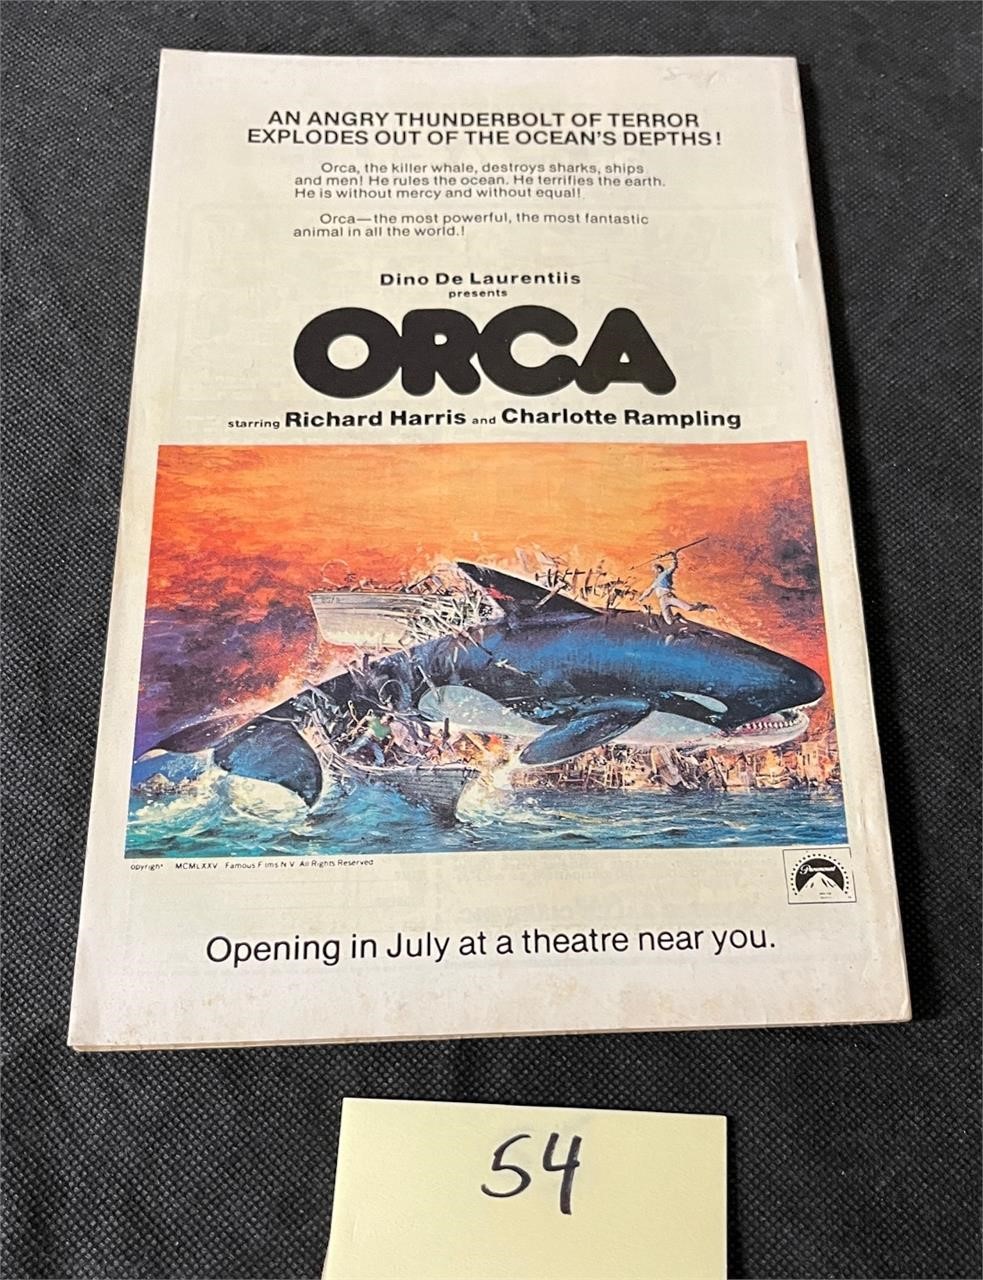 AN ANGRY THUNDERBOLT OF TERROR
EXPLODES OUT OF THE OCEAN'S DEPTHS!
Orca, the killer whale, destroys sharks, ships
and men! He rules the ocean. He terrifies the earth.
He is without mercy and without equal!
Orca—the most powerful, the most fantastic
animal in all the world.!
Dino De Laurentiis
presents
ORCA
starring Richard Harris and Charlotte Rampling
opyrigh MCMLXXV Famous Films N V All Rights Reserved
Paramount
Opening in July at a theatre near you.
54